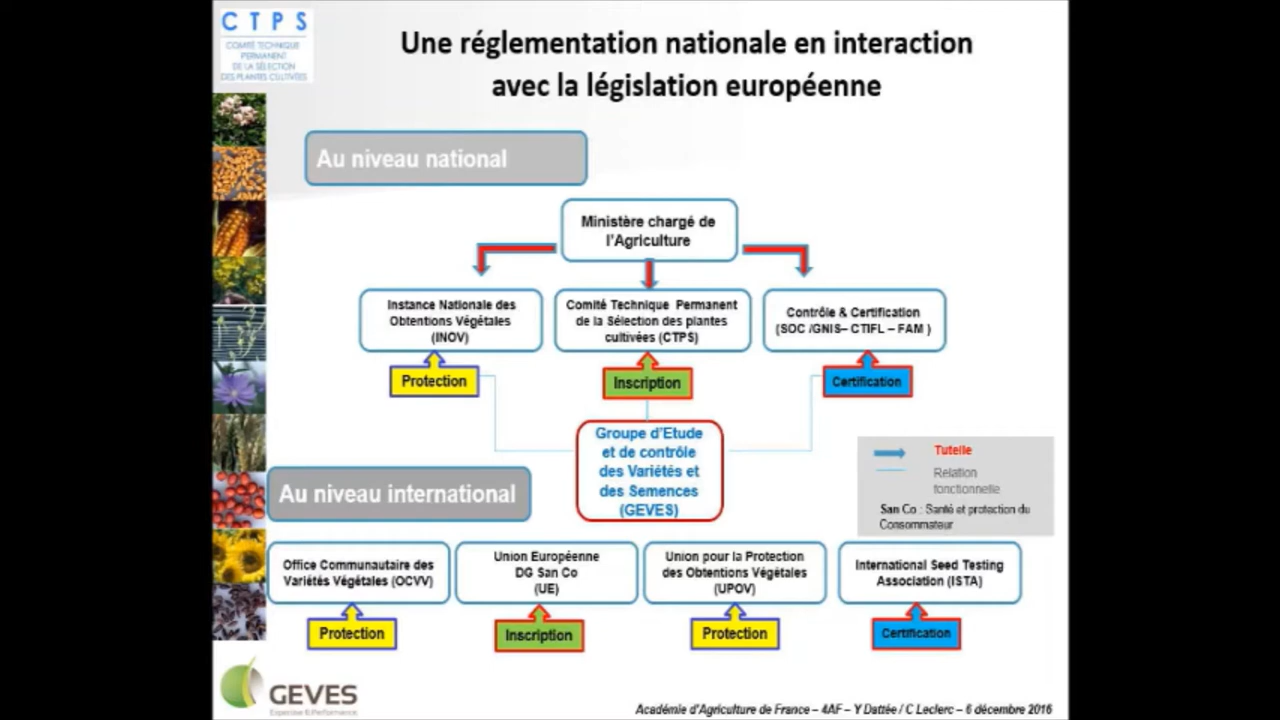 C T P S
COMITÉ TECHNIQUE
PERMANENT
DE LA SÉLECTION
DES PLANTES CULTIVÉES
Une réglementation nationale en interaction
avec la législation européenne
Au niveau national
Ministère chargé de
l'Agriculture
Instance Nationale des
Obtentions Végétales
(INOV)
Comité Technique Permanent
de la Sélection des plantes
cultivées (CTPS)
Contrôle & Certification
(SOC /GNIS– CTIFL – FAM )
Protection
Inscription
Certification
Groupe d'Etude
et de contrôle
des Variétés et
des Semences
(GEVES)
Tutelle
Relation
fonctionnelle
San Co : Santé et protection du
Consommateur
Au niveau international
Office Communautaire des
Variétés Végétales (OCVV)
Union Européenne
DG San Co
(UE)
Union pour la Protection
des Obtentions Végétales
(UPOV)
International Seed Testing
Association (ISTA)
Protection
Inscription
Protection
Certification
GEVES
Expertise & Performance
Académie d'Agriculture de France – 4AF – Y Dattée / C Leclerc – 6 décembre 2016